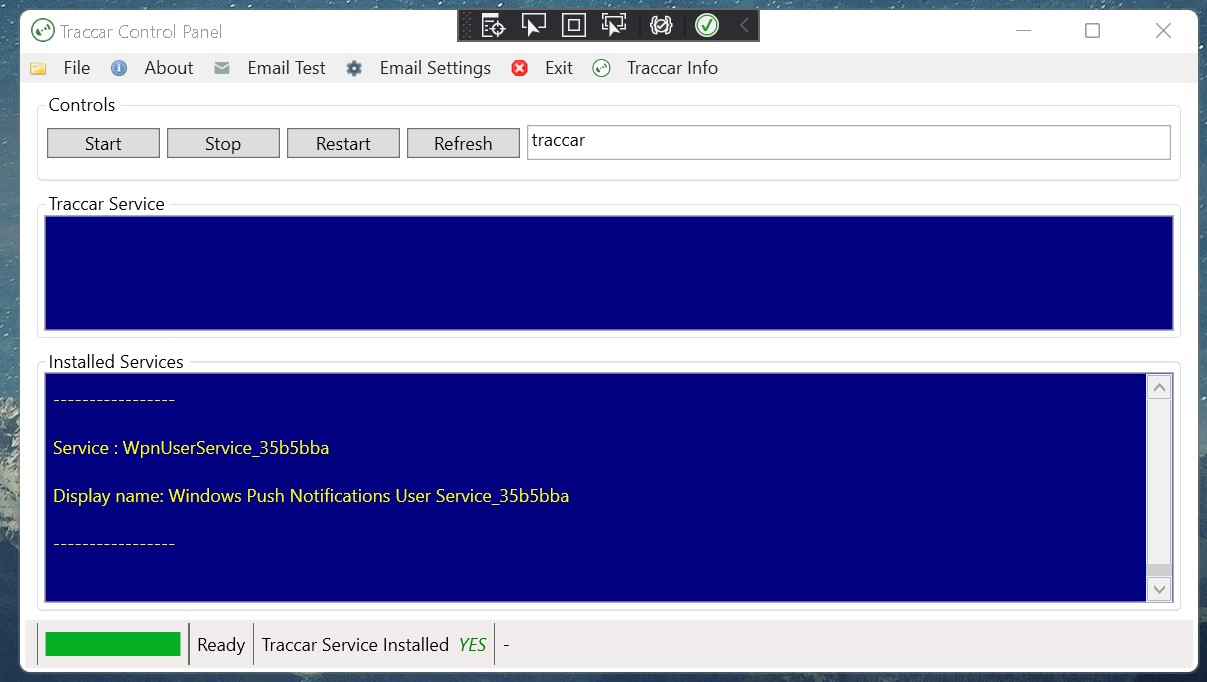 Traccar Control Panel
File About Email Test Email Settings Exit Traccar Info
Controls
Start Stop Restart Refresh traccar
Traccar Service
Installed Services
-----------------
Service : WpnUserService_35b5bba
Display name: Windows Push Notifications User Service_35b5bba
-----------------
Ready Traccar Service Installed YES -